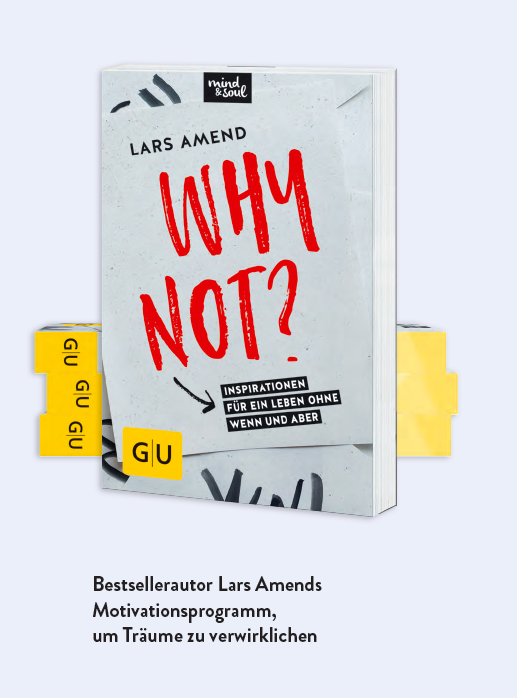 mind
&soul
LARS AMEND
WHY
NOT?
INSPIRATIONEN
FÜR EIN LEBEN OHNE
WENN UND ABER
G|U
G|U
G|U
G|U
Bestsellerautor Lars Amends
Motivationsprogramm,
um Träume zu verwirklichen